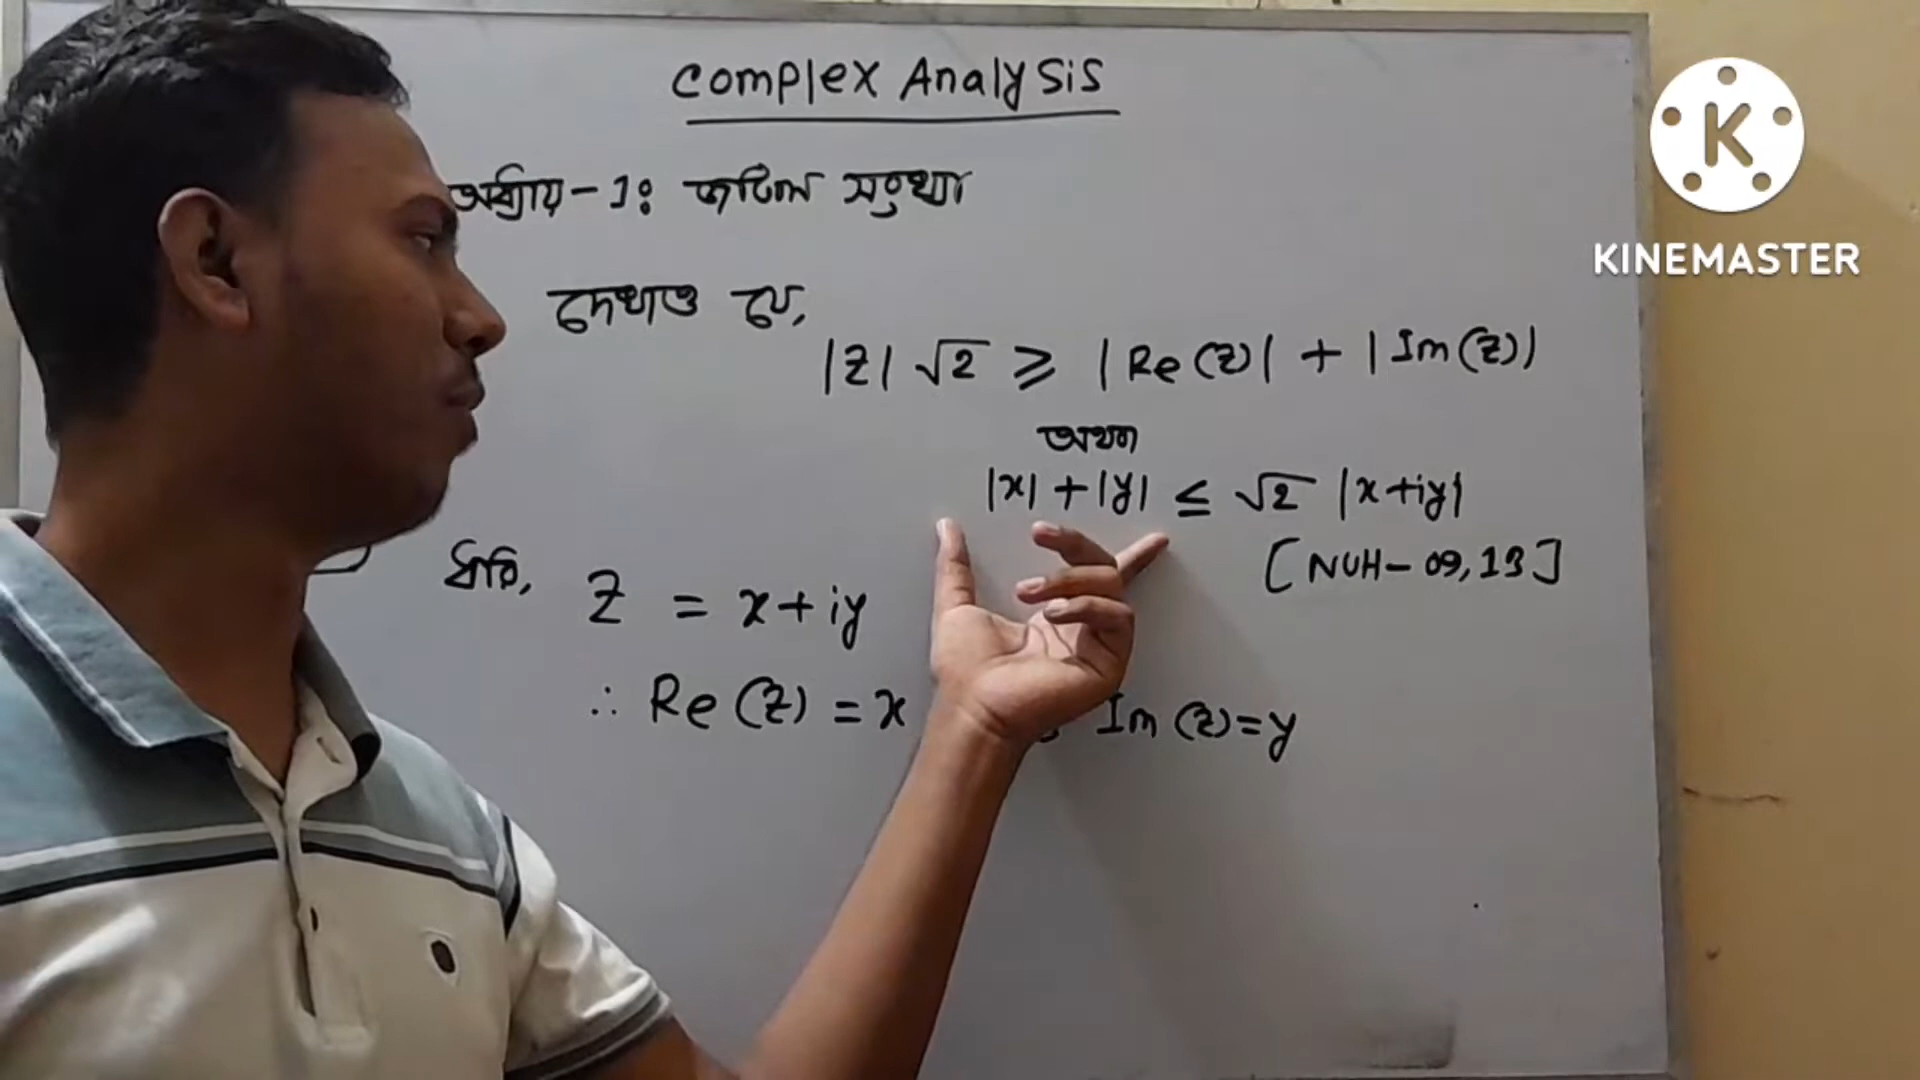 Complex Analysis
অধ্যায়-1: জটিল সংখ্যা
দেখাও যে,
|Z| √2 ≥ |Re(Z)| + |Im(Z)|
অথবা
|x| + |y| ≤ √2 |x+iy|
[NUH-09,13]
ধরি, Z = x+iy
∴ Re(Z) = x Im(Z)=y
K
KINEMASTER